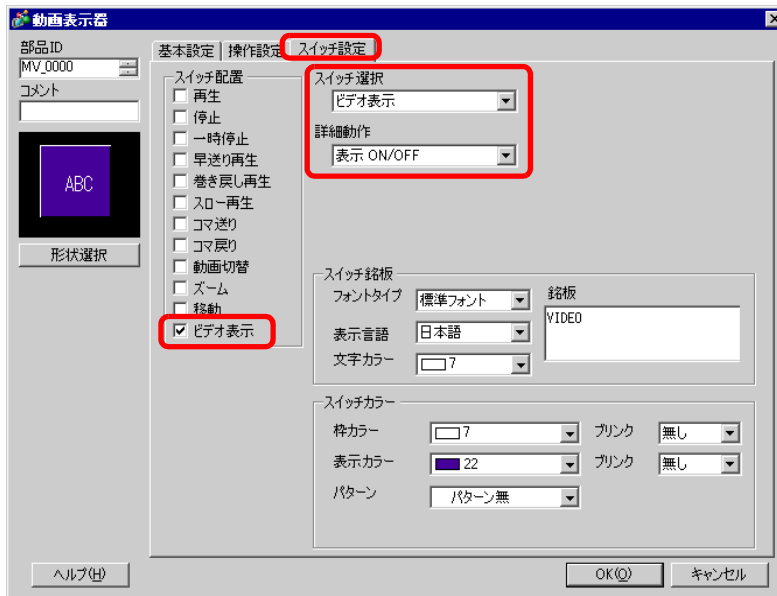 動画表示器
部品ID
MV_0000
コメント
ABC
形状選択
基本設定
操作設定
スイッチ設定
スイッチ配置
再生
停止
一時停止
早送り再生
巻き戻し再生
スロー再生
コマ送り
コマ戻り
動画切替
ズーム
移動
ビデオ表示
スイッチ選択
ビデオ表示
詳細動作
表示 ON/OFF
スイッチ銘板
フォントタイプ
標準フォント
表示言語
日本語
文字カラー
7
銘板
VIDEO
スイッチカラー
枠カラー
7
ブリンク
無し
表示カラー
22
ブリンク
無し
パターン
パターン無
ヘルプ(H)
OK(O)
キャンセル